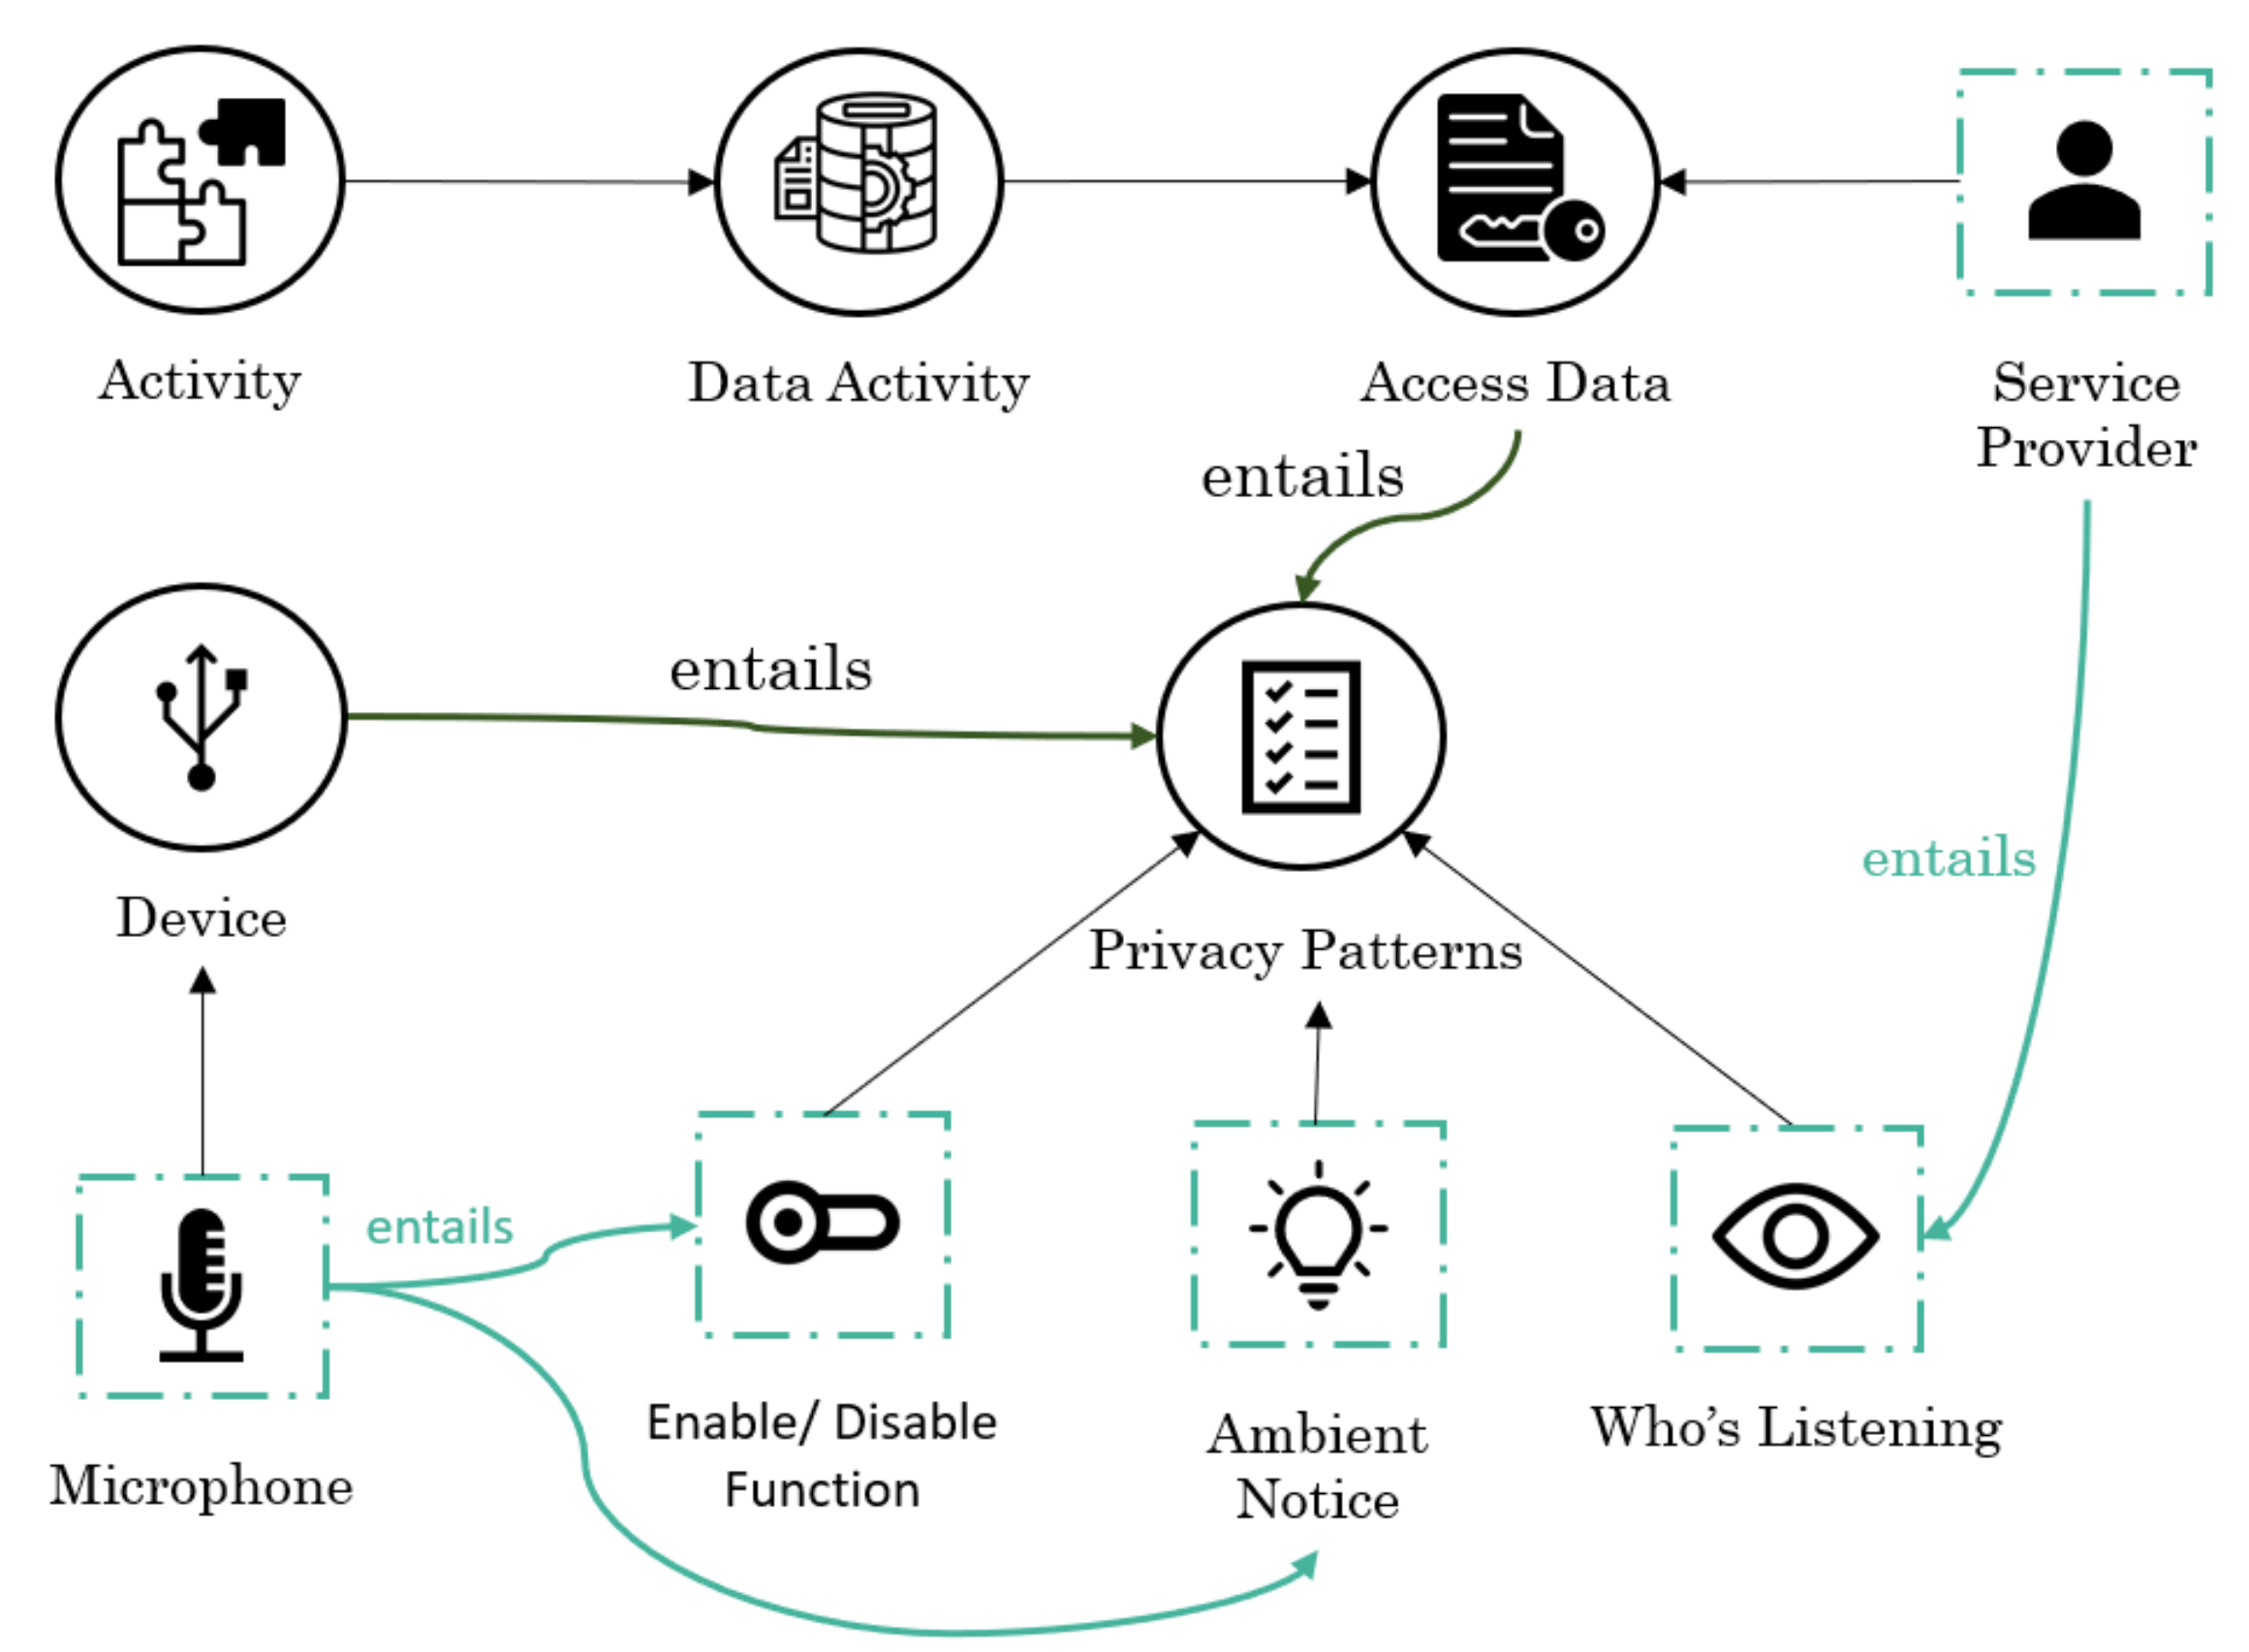 Activity
Data Activity
Access Data
Service
Provider
entails
entails
entails
Device
Privacy Patterns
entails
Microphone
Enable/ Disable
Function
Ambient
Notice
Who’s Listening